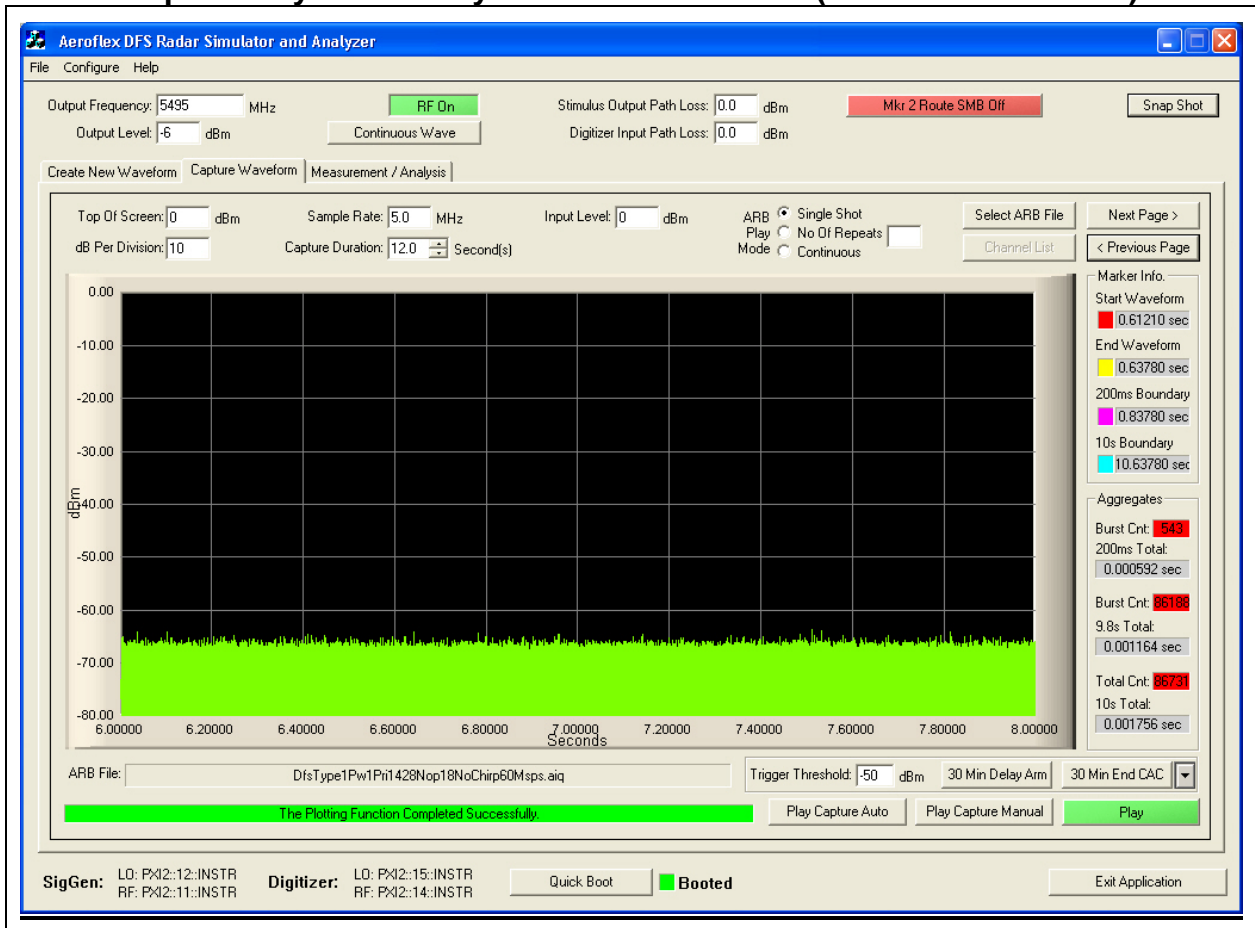 Aeroflex DFS Radar Simulator and Analyzer
File Configure Help
Output Frequency: 5495 MHz
RF On
Stimulus Output Path Loss: 0.0 dBm
Mkr 2 Route SMB Off
Snap Shot
Output Level: -6 dBm
Continuous Wave
Digitizer Input Path Loss: 0.0 dBm
Create New Waveform Capture Waveform Measurement / Analysis
Top Of Screen: 0 dBm
Sample Rate: 5.0 MHz
Input Level: 0 dBm
ARB Play Mode
Single Shot
No Of Repeats
Continuous
Select ARB File
Next Page >
dB Per Division: 10
Capture Duration: 12.0 Second(s)
Channel List
< Previous Page
0.00
-10.00
-20.00
-30.00
-40.00
-50.00
-60.00
-70.00
-80.00
dBm
6.00000 6.20000 6.40000 6.60000 6.80000 7.00000 7.20000 7.40000 7.60000 7.80000 8.00000
Seconds
Marker Info.
Start Waveform
0.61210 sec
End Waveform
0.63780 sec
200ms Boundary
0.83780 sec
10s Boundary
10.63780 sec
Aggregates
Burst Cnt: 543
200ms Total:
0.000592 sec
Burst Cnt: 86188
9.8s Total:
0.001164 sec
Total Cnt: 86731
10s Total:
0.001756 sec
ARB File: DfsType1Pw1Pri1428Nop18NoChirp60Msps.aiq
Trigger Threshold: -50 dBm
30 Min Delay Arm
30 Min End CAC
The Plotting Function Completed Successfully.
Play Capture Auto
Play Capture Manual
Play
SigGen: LO: PXI2::12::INSTR
RF: PXI2::11::INSTR
Digitizer: LO: PXI2::15::INSTR
RF: PXI2::14::INSTR
Quick Boot
Booted
Exit Application